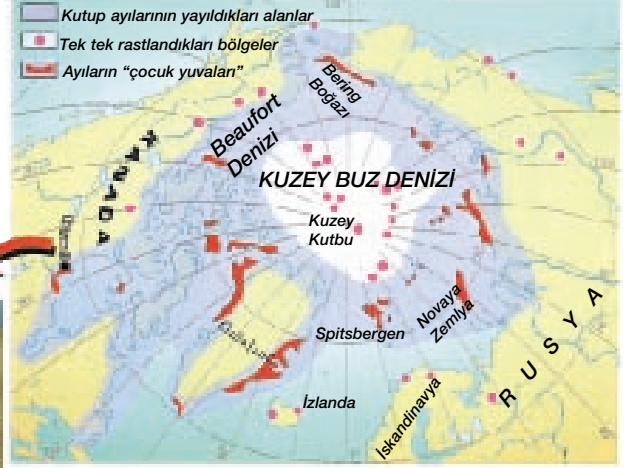 Kutup ayılarının yayıldıkları alanlar
Tek tek rastlandıkları bölgeler
Ayıların “çocuk yuvaları”
Bering
Boğazı
Beaufort
Denizi
KANADA
KUZEY BUZ DENİZİ
Kuzey
Kutbu
Novaya
Zemlya
Spitsbergen
RUSYA
İzlanda
İskandinavya